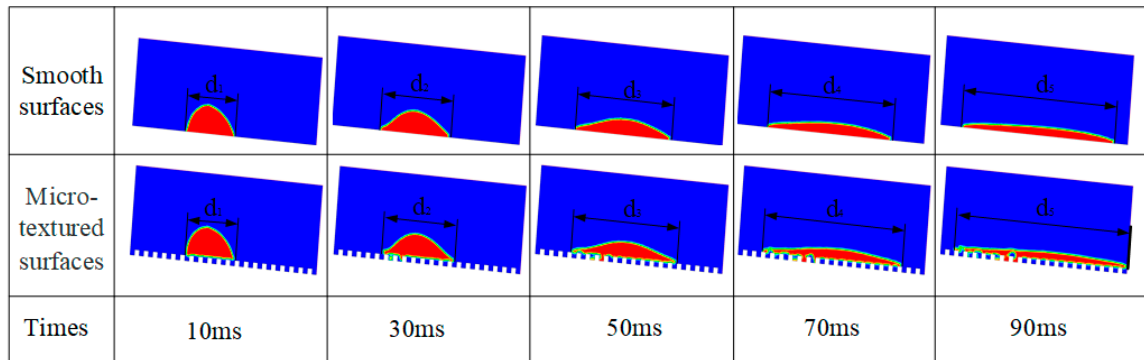 Smooth
surfaces
d₁
d₂
d₃
d₄
d₅
Micro-
textured
surfaces
d₁
d₂
d₃
d₄
d₅
Times
10ms
30ms
50ms
70ms
90ms